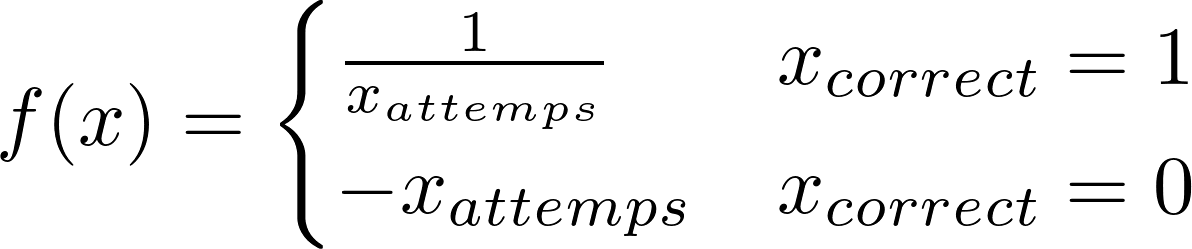 f(x) = { 1 / x_attemps    x_correct = 1
-x_attemps    x_correct = 0